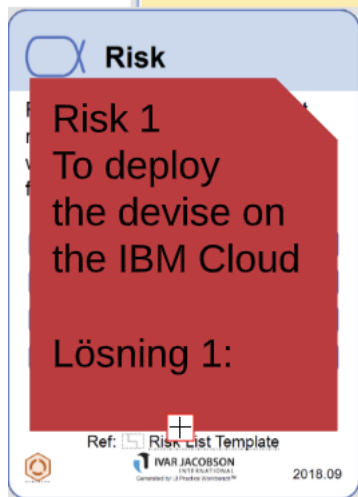 Risk
Risk 1
To deploy
the devise on
the IBM Cloud
Lösning 1:
Ref: Risk List Template
IVAR JACOBSON
INTERNATIONAL
2018.09